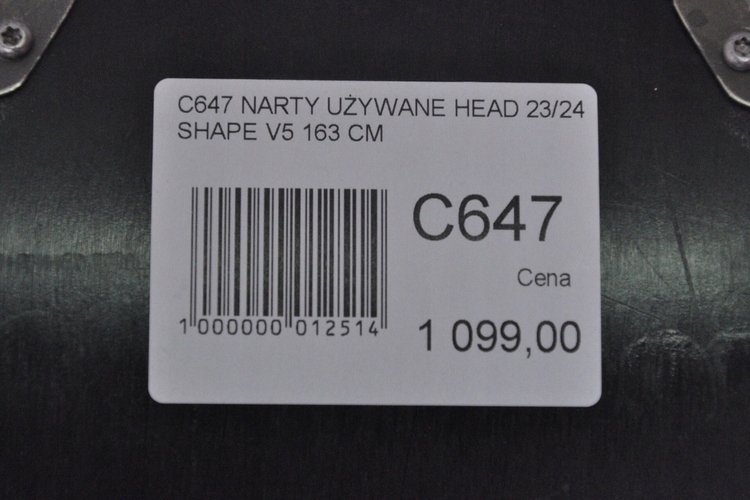 C647 NARTY UŻYWANE HEAD 23/24
SHAPE V5 163 CM
C647
Cena
1 099,00
1 000000 012514